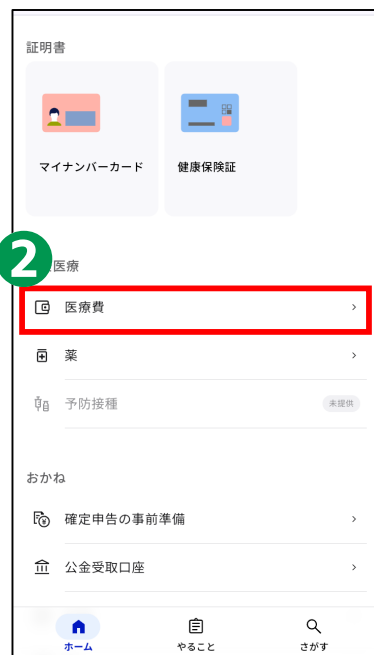 証明書
マイナンバーカード
健康保険証
2
医療
医療費
薬
予防接種
未提供
おかね
確定申告の事前準備
公金受取口座
ホーム
やること
さがす